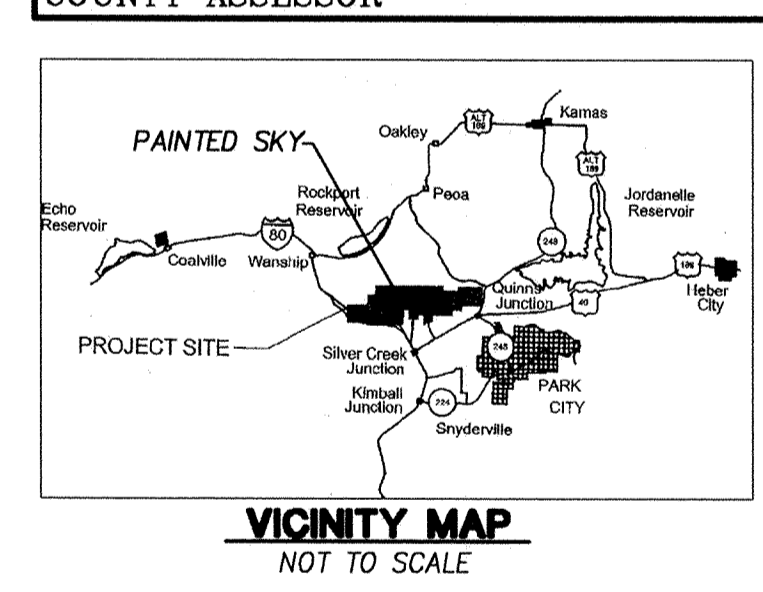 COUNTY ASSESSOR
PAINTED SKY
Kamas
ALT
189
Oakley
ALT
189
Rockport
Reservoir
Peoa
Jordanelle
Reservoir
Echo
Reservoir
80
Coalville
Wanship
248
189
Heber
City
Quinns
Junction
40
PROJECT SITE
Silver Creek
Junction
248
PARK
CITY
Kimball
Junction
224
Snyderville
VICINITY MAP
NOT TO SCALE